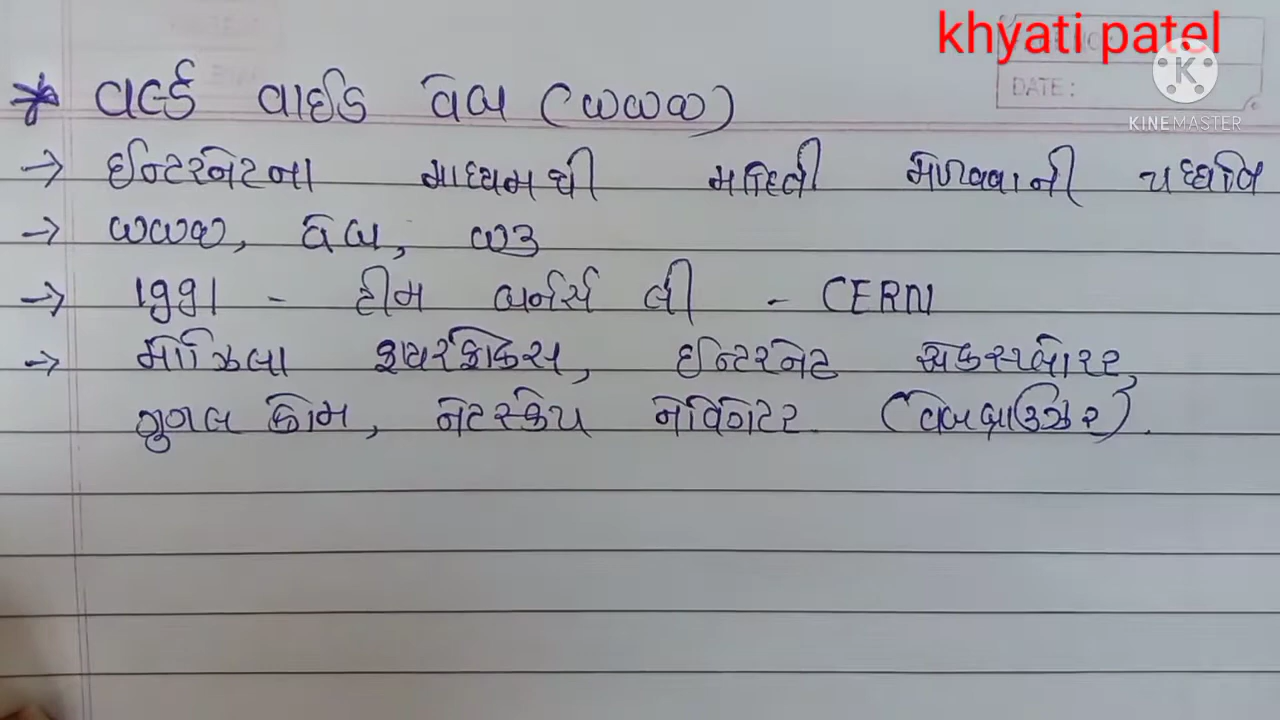 khyati patel
DATE :
KINEMASTER
* વર્લ્ડ વાઈડ વેબ (WWW)
→ ઈન્ટરનેટના માધ્યમથી માહિતી મેળવવાની પધ્ધતિ
→ WWW, વેબ, W3
→ 1991 - ટીમ બર્નર્સ લી - CERN
→ મોઝિલા ફાયરફોક્સ, ઈન્ટરનેટ એક્સપ્લોરર,
ગુગલ ક્રોમ, નેટસ્કેપ નેવિગેટર (વેબબ્રાઉઝર).